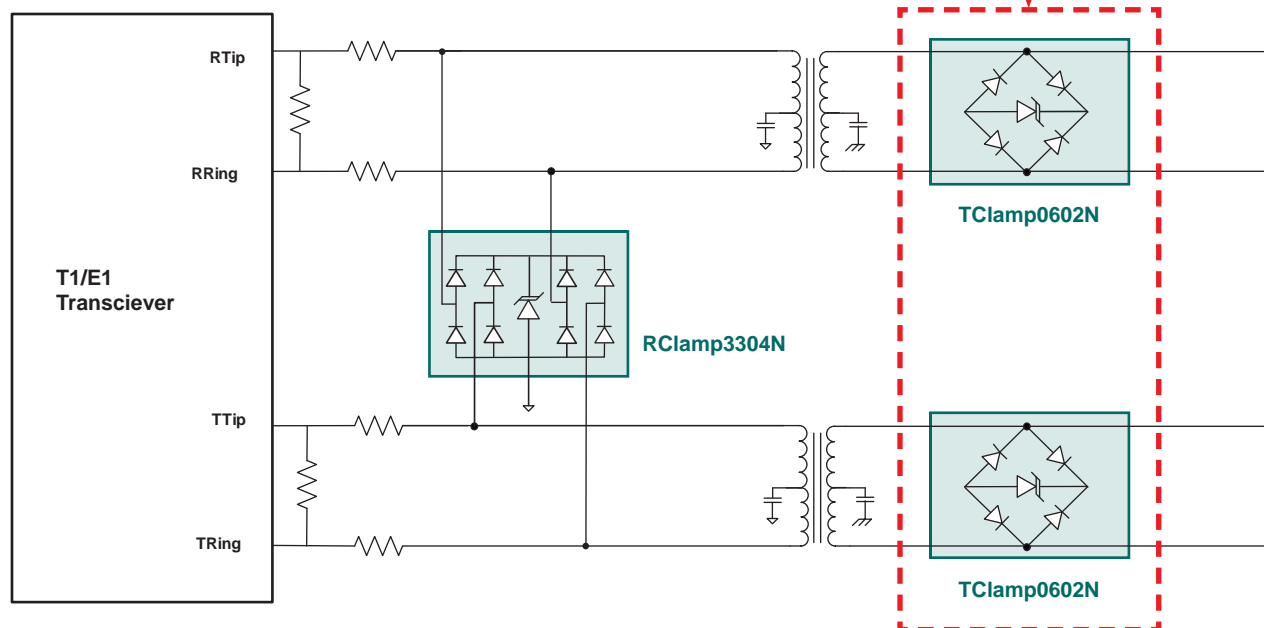 RTip
RRing
TClamp0602N
T1/E1
Transciever
RClamp3304N
TTip
TRing
TClamp0602N